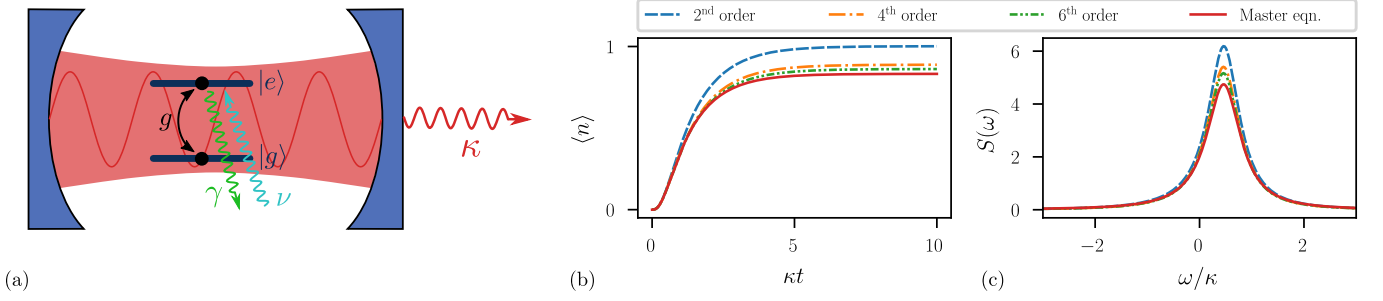 2nd order
4th order
6th order
Master eqn.
|e⟩
g
|g⟩
γ
ν
κ
(a)
⟨n⟩
1
0
0
5
10
κt
(b)
S(ω)
6
4
2
0
−2
0
2
ω/κ
(c)